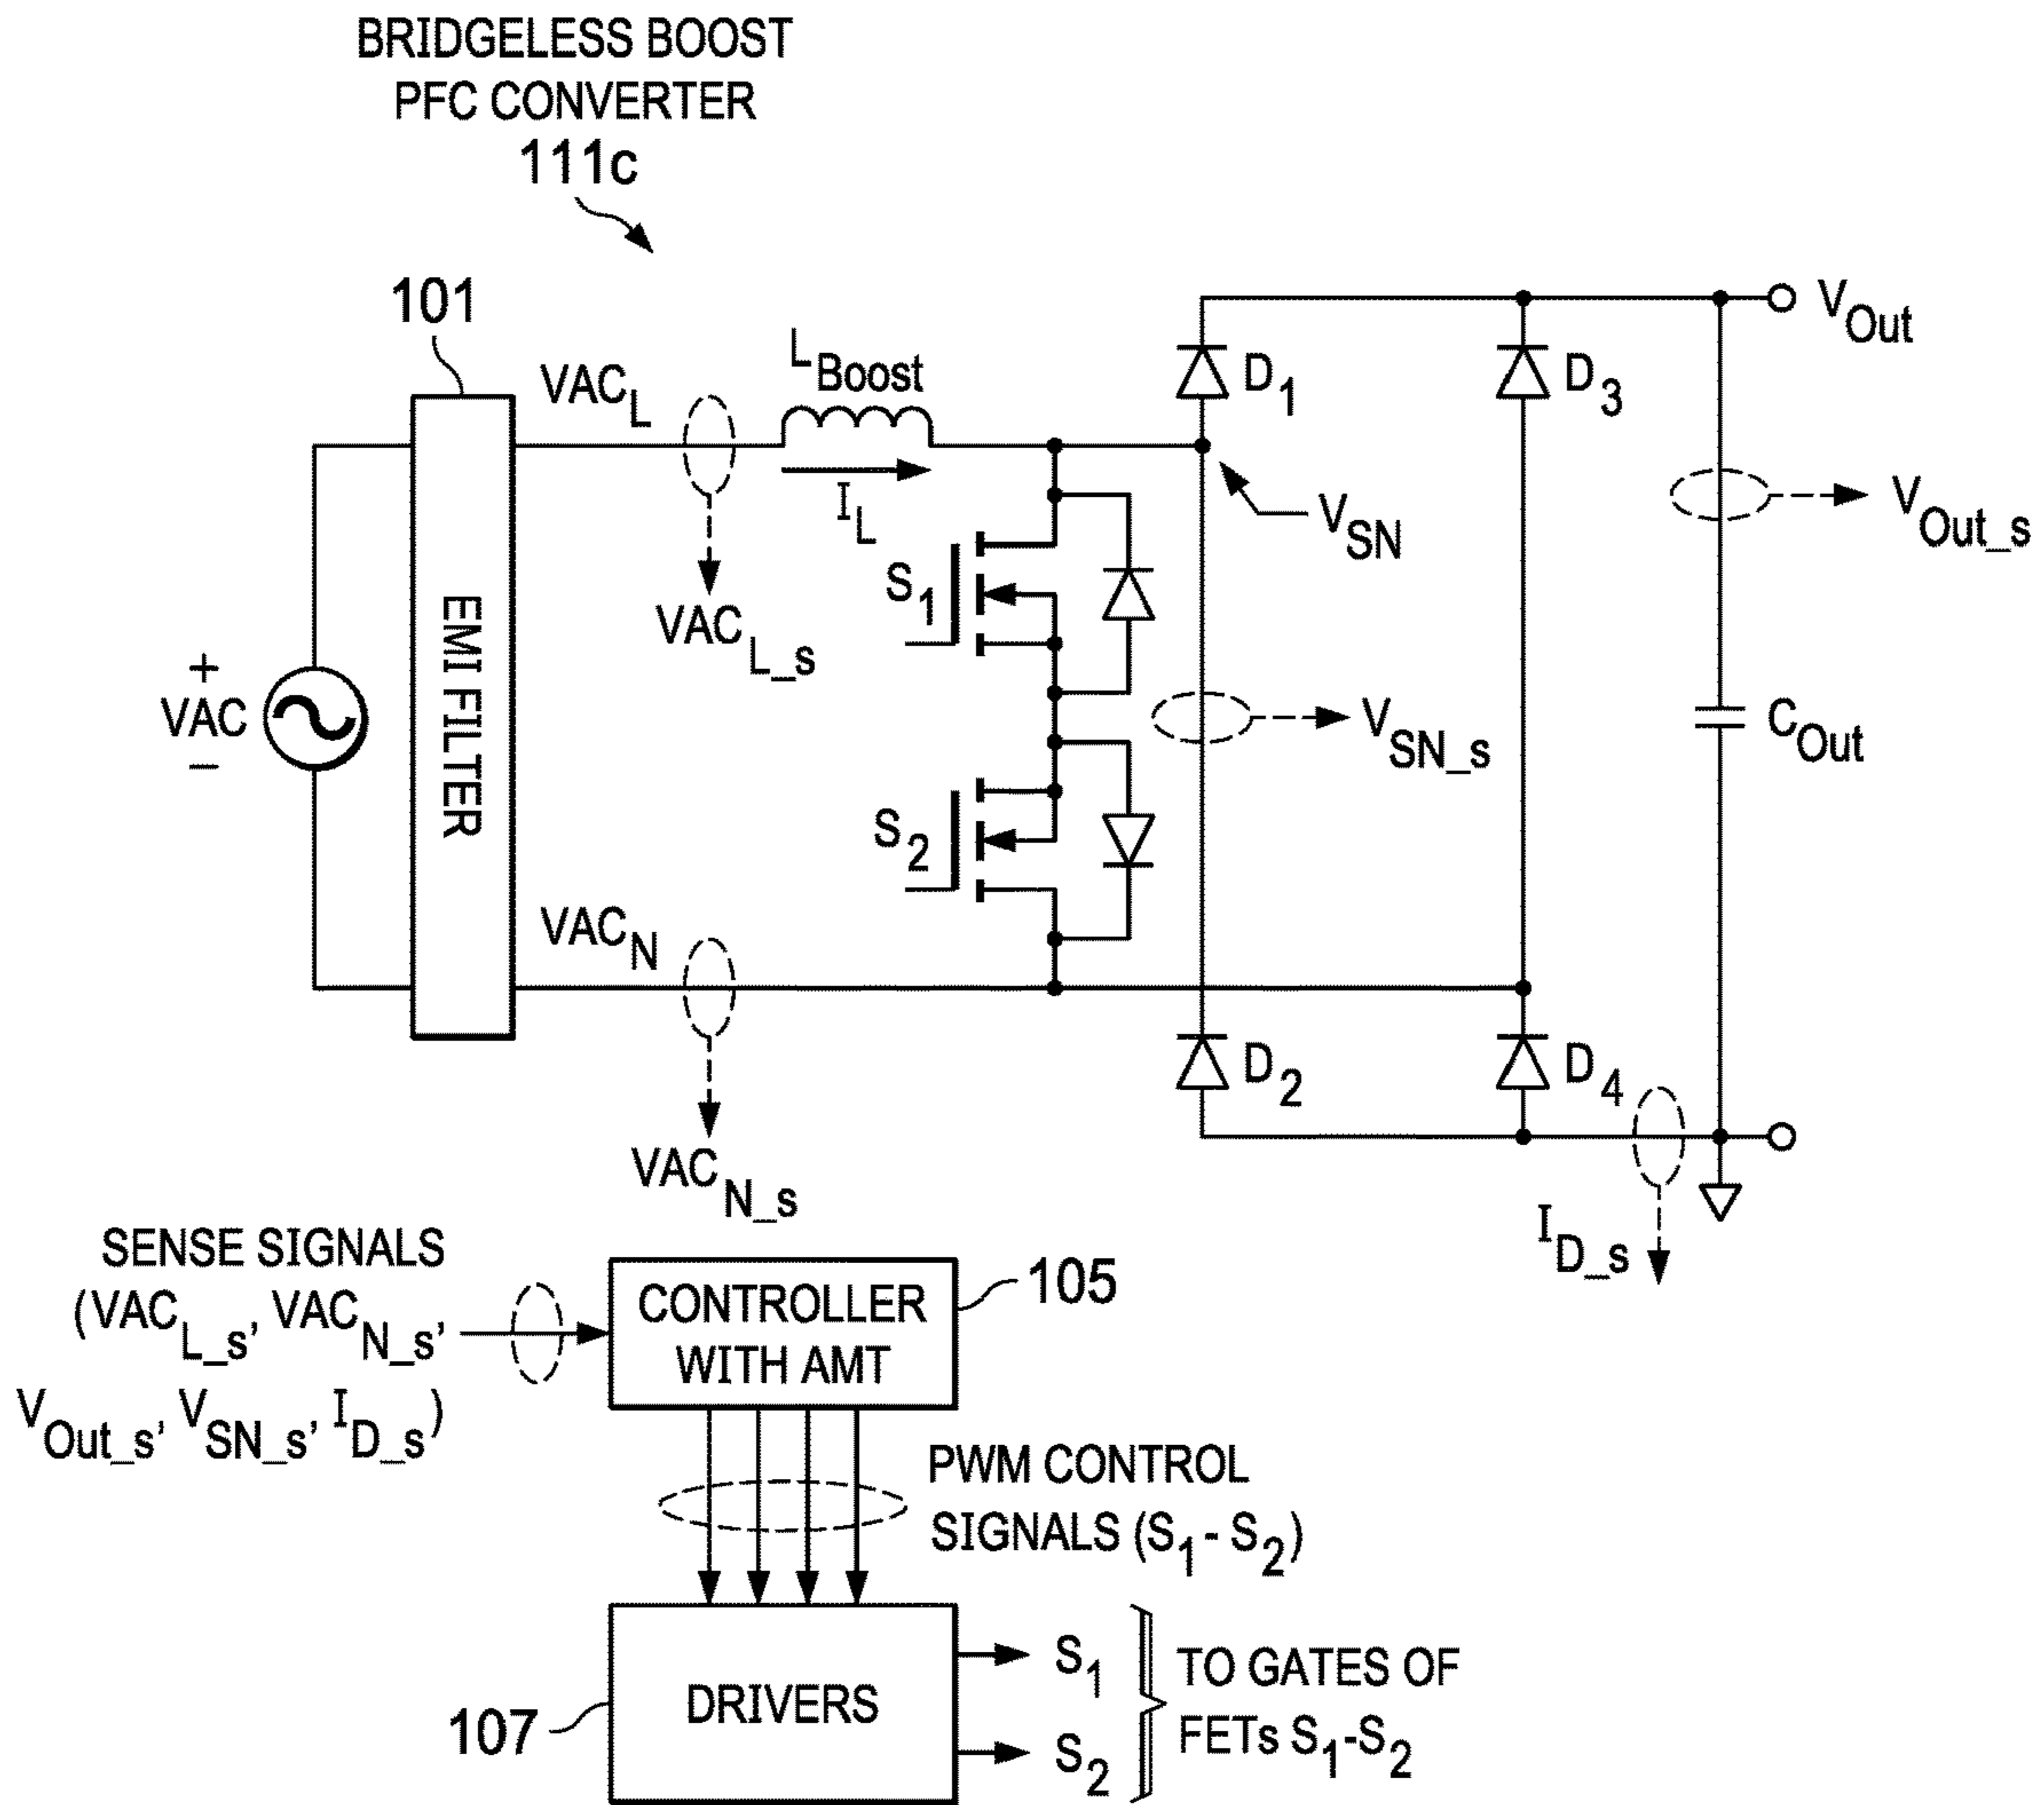 BRIDGELESS BOOST
PFC CONVERTER
111c
101
VAC_L
L_Boost
I_L
D_1
D_3
V_Out
V_SN
V_Out_s
S_1
VAC_L_s
EMI FILTER
+
VAC
−
V_SN_s
C_Out
S_2
VAC_N
D_2
D_4
VAC_N_s
I_D_s
SENSE SIGNALS
(VAC_L_s, VAC_N_s,
V_Out_s, V_SN_s, I_D_s)
CONTROLLER
WITH AMT
105
PWM CONTROL
SIGNALS (S_1 - S_2)
DRIVERS
107
S_1
S_2
TO GATES OF
FETs S_1-S_2